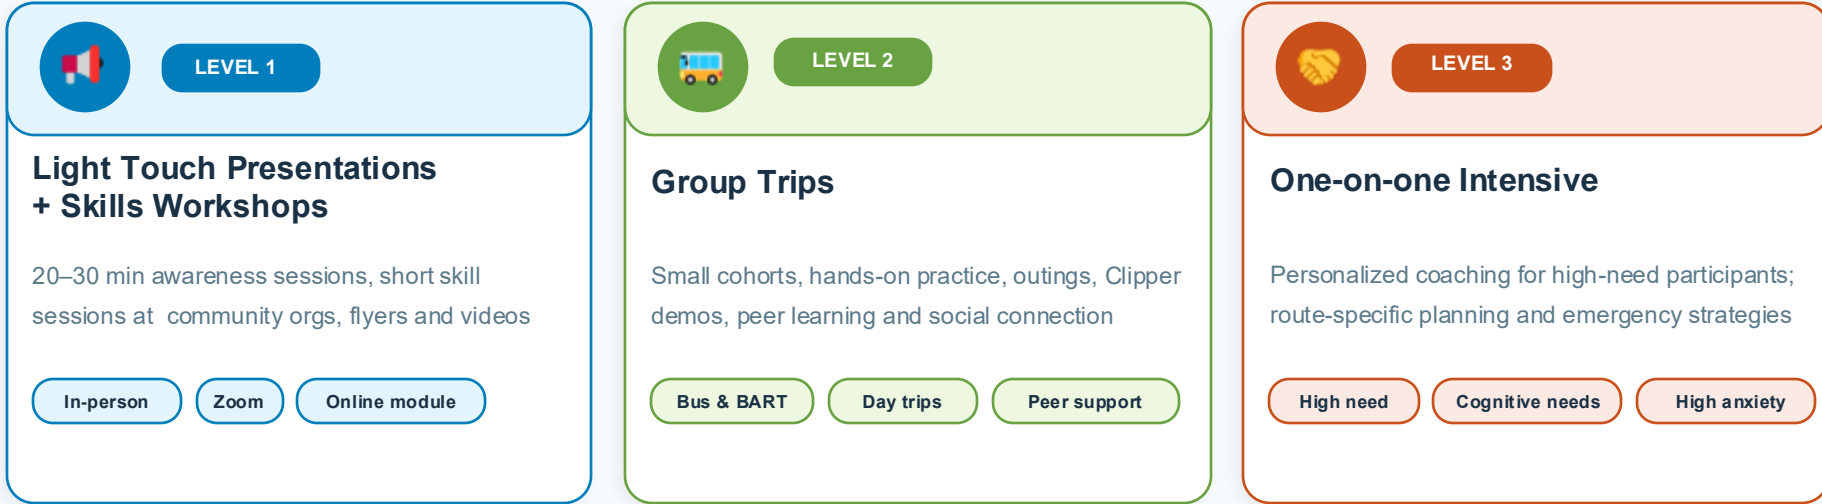 LEVEL 1
Light Touch Presentations
+ Skills Workshops
20–30 min awareness sessions, short skill
sessions at community orgs, flyers and videos
In-person
Zoom
Online module
LEVEL 2
Group Trips
Small cohorts, hands-on practice, outings, Clipper
demos, peer learning and social connection
Bus & BART
Day trips
Peer support
LEVEL 3
One-on-one Intensive
Personalized coaching for high-need participants;
route-specific planning and emergency strategies
High need
Cognitive needs
High anxiety